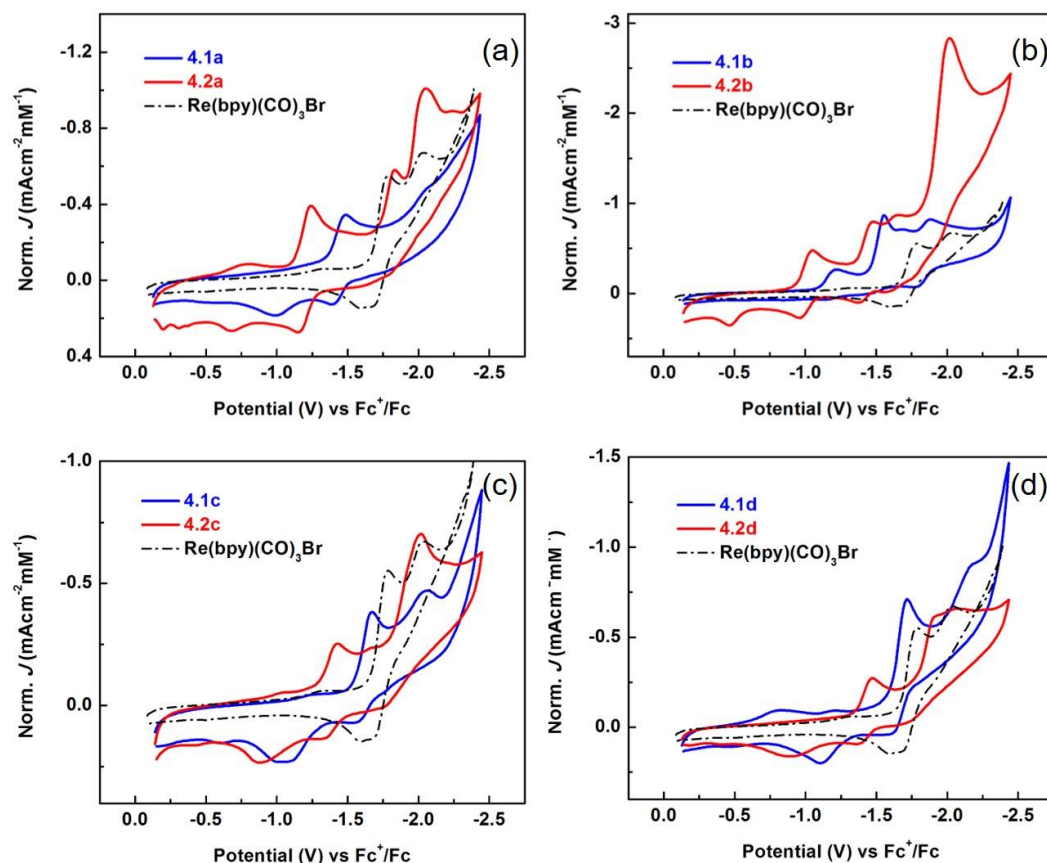 (a)
4.1a
4.2a
Re(bpy)(CO)₃Br
Norm. J (mAcm⁻²mM⁻¹)
-1.2
-0.8
-0.4
0.0
0.4
0.0 -0.5 -1.0 -1.5 -2.0 -2.5
Potential (V) vs Fc⁺/Fc
(b)
4.1b
4.2b
Re(bpy)(CO)₃Br
Norm. J (mAcm⁻²mM⁻¹)
-3
-2
-1
0
0.0 -0.5 -1.0 -1.5 -2.0 -2.5
Potential (V) vs Fc⁺/Fc
(c)
4.1c
4.2c
Re(bpy)(CO)₃Br
Norm. J (mAcm⁻²mM⁻¹)
-1.0
-0.5
0.0
0.0 -0.5 -1.0 -1.5 -2.0 -2.5
Potential (V) vs Fc⁺/Fc
(d)
4.1d
4.2d
Re(bpy)(CO)₃Br
Norm. J (mAcm⁻mM⁻)
-1.5
-1.0
-0.5
0.0
0.0 -0.5 -1.0 -1.5 -2.0 -2.5
Potential (V) vs Fc⁺/Fc